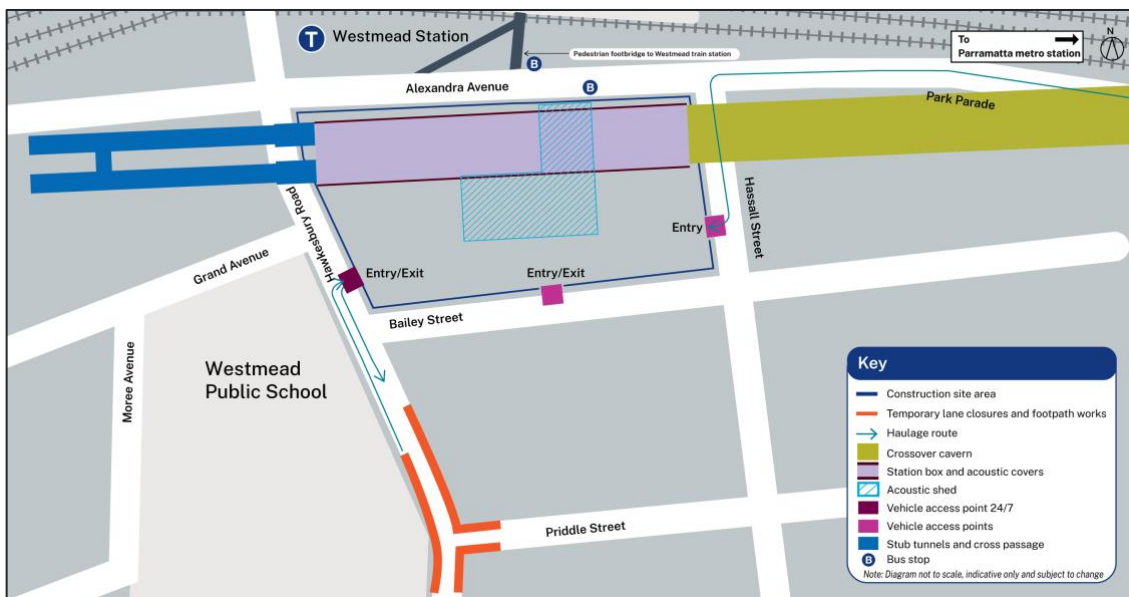 T Westmead Station
Pedestrian footbridge to Westmead train station
To
Parramatta metro station
N
B
Alexandra Avenue
B
Park Parade
Hawkesbury Road
Hassall Street
Grand Avenue
Entry
Entry/Exit
Entry/Exit
Bailey Street
Moree Avenue
Westmead
Public School
Priddle Street
Key
Construction site area
Temporary lane closures and footpath works
Haulage route
Crossover cavern
Station box and acoustic covers
Acoustic shed
Vehicle access point 24/7
Vehicle access points
Stub tunnels and cross passage
B Bus stop
Note: Diagram not to scale, indicative only and subject to change